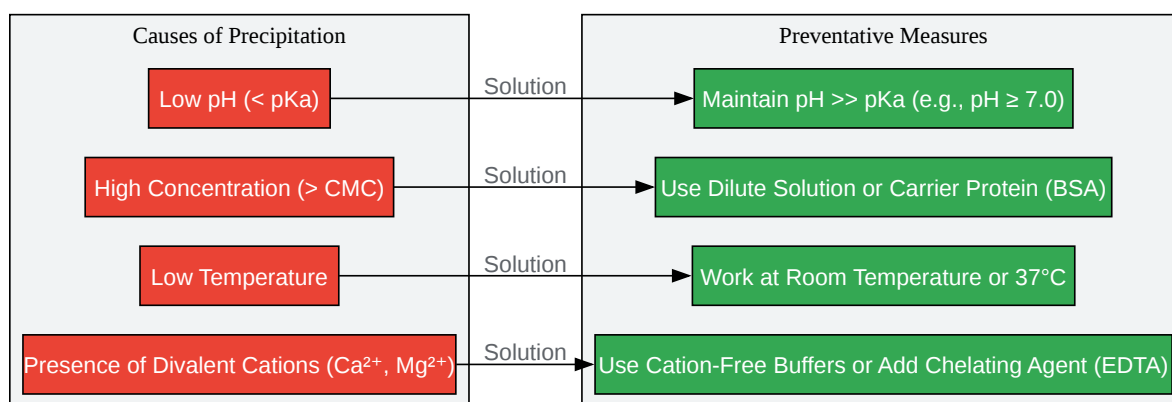 Causes of Precipitation
Preventative Measures
Low pH (< pKa)
Solution
Maintain pH >> pKa (e.g., pH ≥ 7.0)
High Concentration (> CMC)
Solution
Use Dilute Solution or Carrier Protein (BSA)
Low Temperature
Solution
Work at Room Temperature or 37°C
Presence of Divalent Cations (Ca²⁺, Mg²⁺)
Solution
Use Cation-Free Buffers or Add Chelating Agent (EDTA)